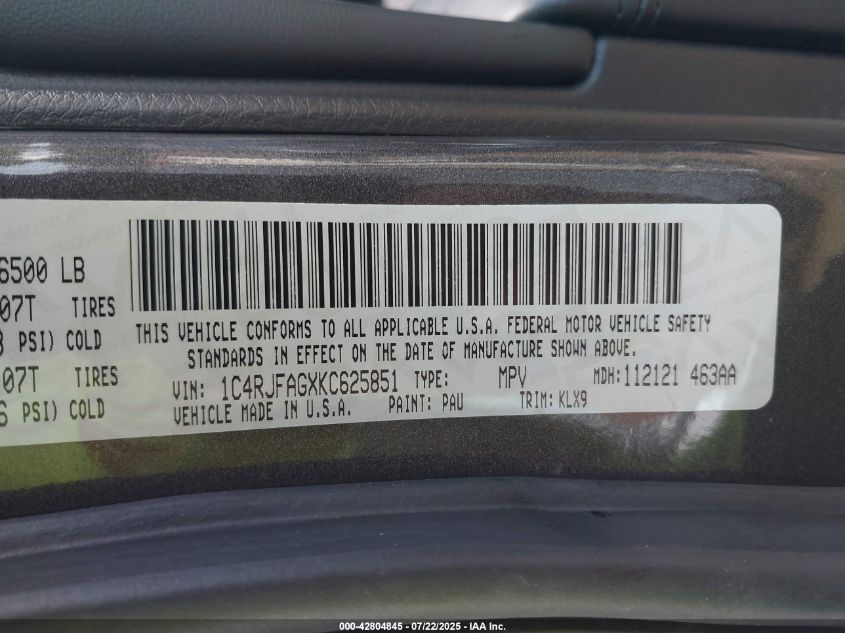 6500 LB
07T TIRES
PSI) COLD
07T TIRES
PSI) COLD
THIS VEHICLE CONFORMS TO ALL APPLICABLE U.S.A. FEDERAL MOTOR VEHICLE SAFETY
STANDARDS IN EFFECT ON THE DATE OF MANUFACTURE SHOWN ABOVE.
VIN: 1C4RJFAGXKC625851 TYPE: MPV MDH: 112121 463AA
VEHICLE MADE IN U.S.A. PAINT: PAU TRIM: KLX9
000-42804845 - 07/22/2025 - IAA Inc.